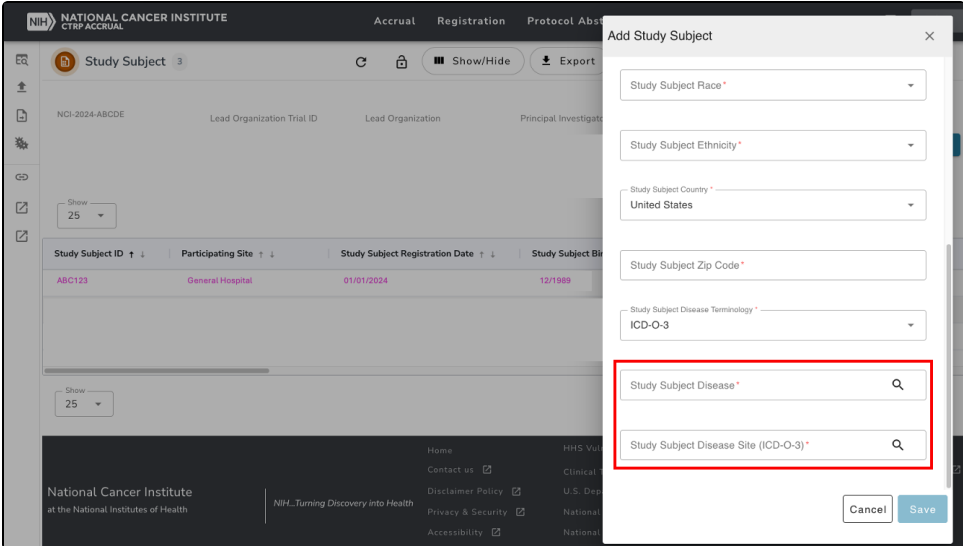 NIH NATIONAL CANCER INSTITUTE
CTRP ACCRUAL
Accrual Registration Protocol Abst
Study Subject 3
Show/Hide
Export
NCI-2024-ABCDE
Lead Organization Trial ID
Lead Organization
Principal Investigato
Show
25
Study Subject ID
Participating Site
Study Subject Registration Date
Study Subject Bir
ABC123
General Hospital
01/01/2024
12/1989
Show
25
National Cancer Institute
at the National Institutes of Health
NIH...Turning Discovery into Health
Home
Contact us
Disclaimer Policy
Privacy & Security
Accessibility
HHS Vuln
Clinical T
U.S. Dep
National
National
Add Study Subject
Study Subject Race*
Study Subject Ethnicity*
Study Subject Country *
United States
Study Subject Zip Code*
Study Subject Disease Terminology *
ICD-O-3
Study Subject Disease*
Study Subject Disease Site (ICD-O-3)*
Cancel
Save